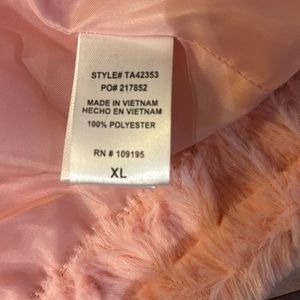 STYLE# TA42353
PO# 217852
MADE IN VIETNAM
HECHO EN VIETNAM
100% POLYESTER
RN # 109195
XL